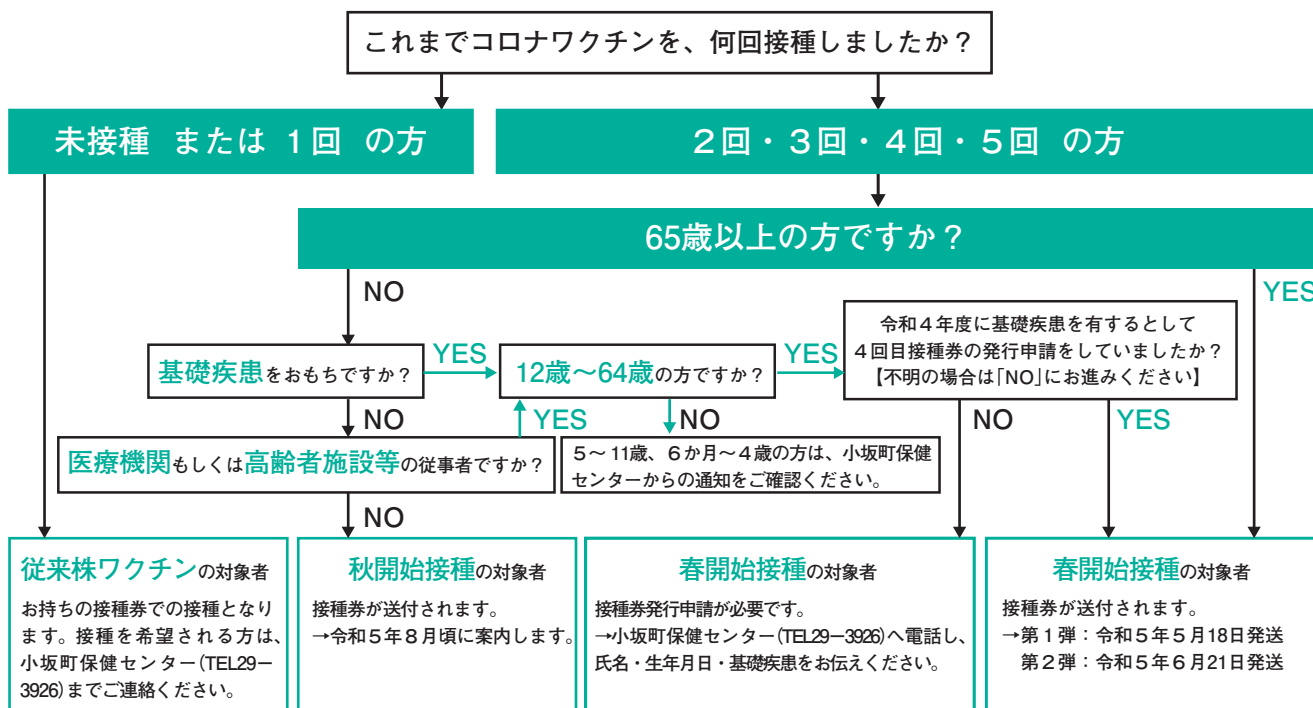 これまでコロナワクチンを、何回接種しましたか？
未接種 または 1回 の方
２回・３回・４回・５回 の方
65歳以上の方ですか？
NO
YES
基礎疾患をおもちですか？
YES
12歳～64歳の方ですか？
YES
令和４年度に基礎疾患を有するとして
４回目接種券の発行申請をしていましたか？
【不明の場合は「NO」にお進みください】
NO
YES
NO
NO
YES
医療機関もしくは高齢者施設等の従事者ですか？
５～11歳、６か月～４歳の方は、小坂町保健
センターからの通知をご確認ください。
NO
従来株ワクチンの対象者
お持ちの接種券での接種となり
ます。接種を希望される方は、
小坂町保健センター(TEL29－
3926)までご連絡ください。
秋開始接種の対象者
接種券が送付されます。
→令和５年８月頃に案内します。
春開始接種の対象者
接種券発行申請が必要です。
→小坂町保健センター(TEL29－3926)へ電話し、
氏名・生年月日・基礎疾患をお伝えください。
春開始接種の対象者
接種券が送付されます。
→第１弾：令和５年５月18日発送
第２弾：令和５年６月21日発送